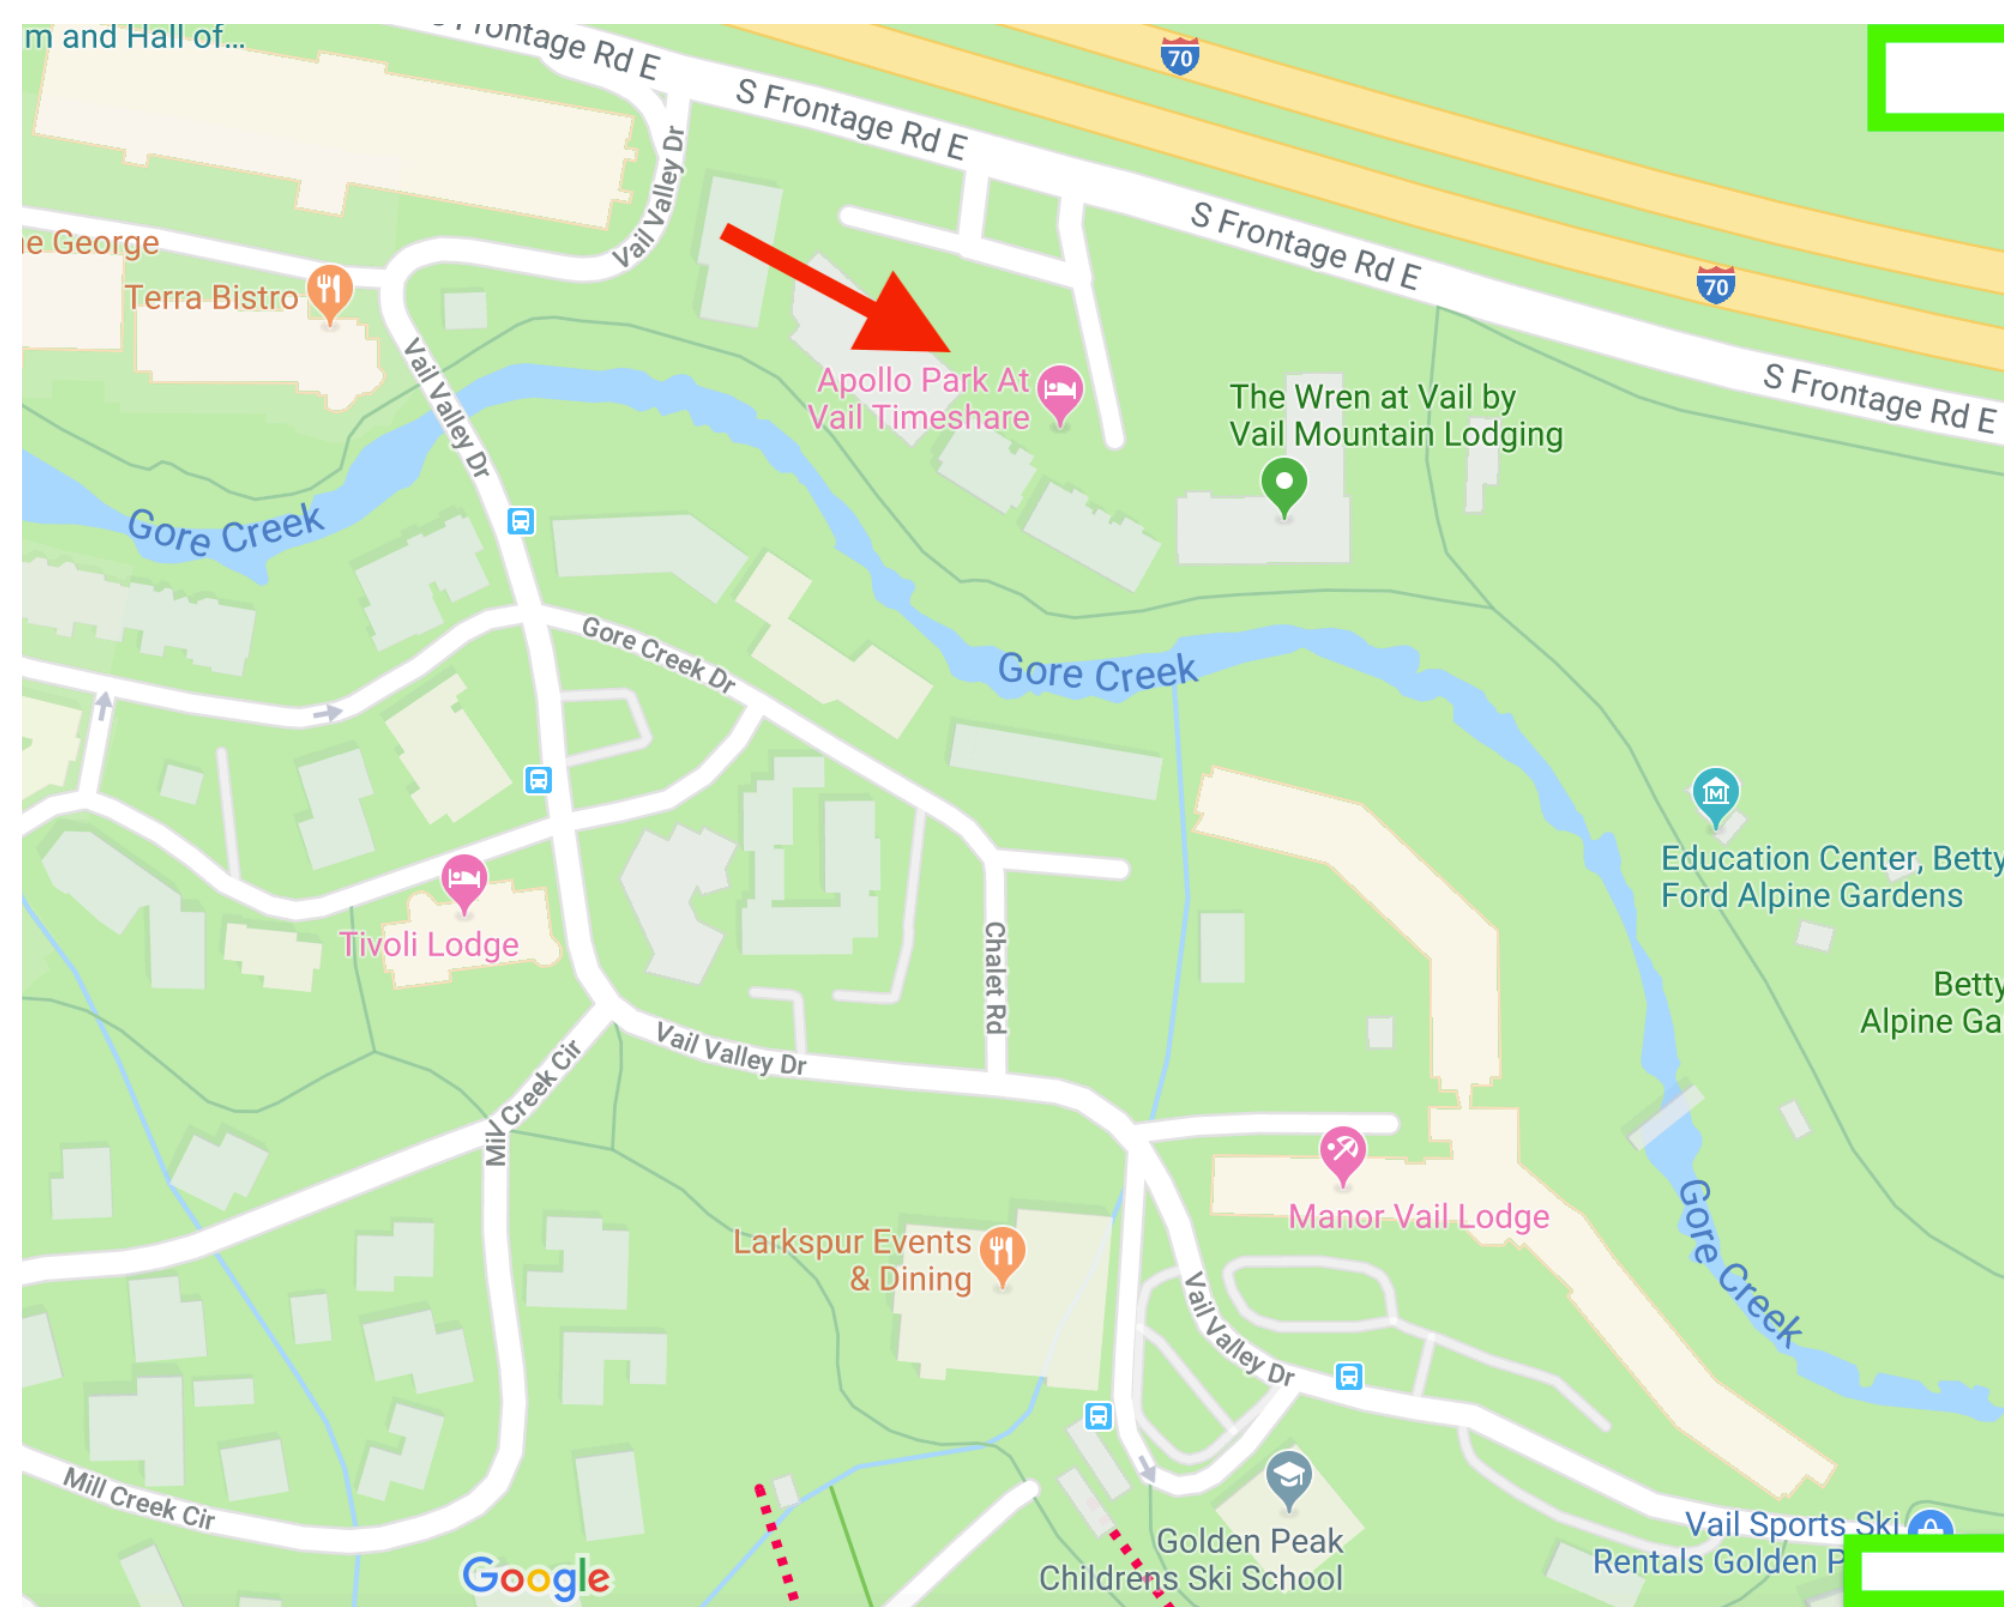 m and Hall of...
S Frontage Rd E
70
S Frontage Rd E
Vail Valley Dr
S Frontage Rd E
ne George
Terra Bistro
70
Vail Valley Dr
Apollo Park At
Vail Timeshare
The Wren at Vail by
Vail Mountain Lodging
S Frontage Rd E
Gore Creek
Gore Creek Dr
Gore Creek
M
Education Center, Betty
Ford Alpine Gardens
Tivoli Lodge
Chalet Rd
Betty
Alpine Ga
Vail Valley Dr
Mill Creek Cir
Manor Vail Lodge
Gore Creek
Larkspur Events
& Dining
Vail Valley Dr
Mill Creek Cir
Vail Sports Ski
Rentals Golden P
Golden Peak
Childrens Ski School
Google